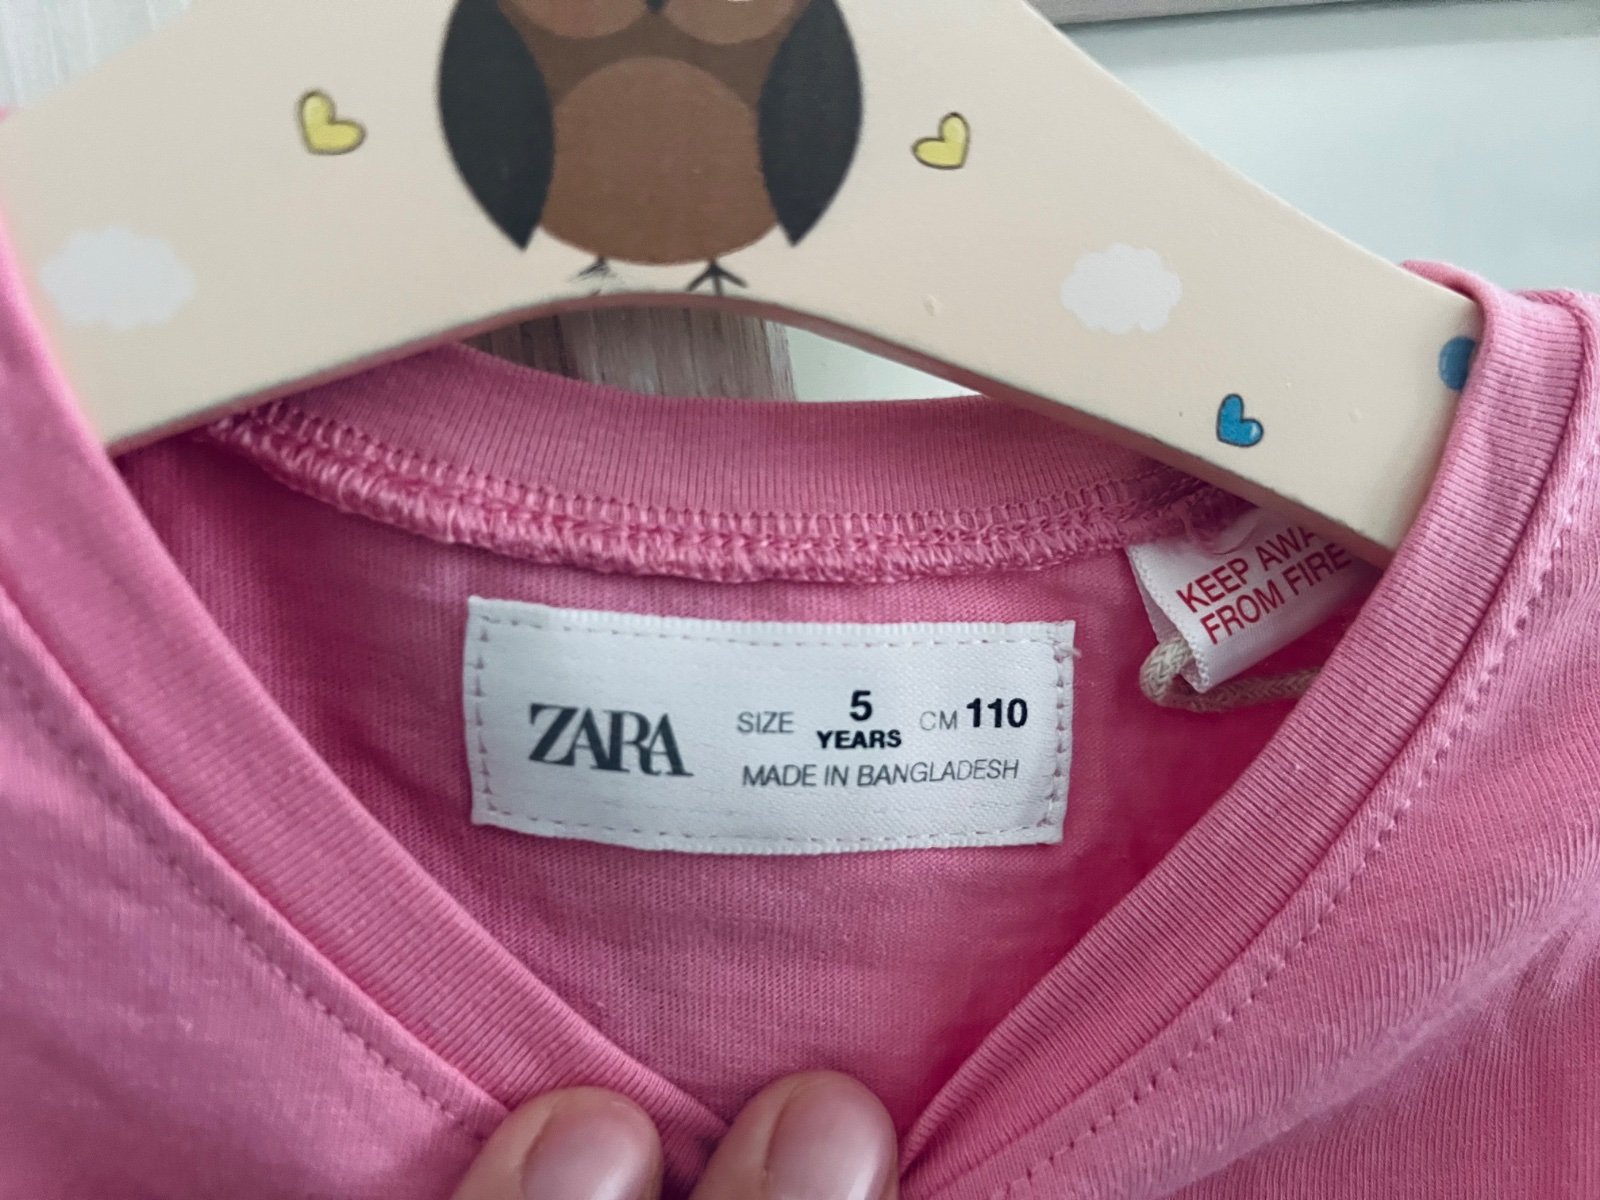 KEEP AWA
FROM FIRE
ZARA
SIZE 5 YEARS CM 110
MADE IN BANGLADESH